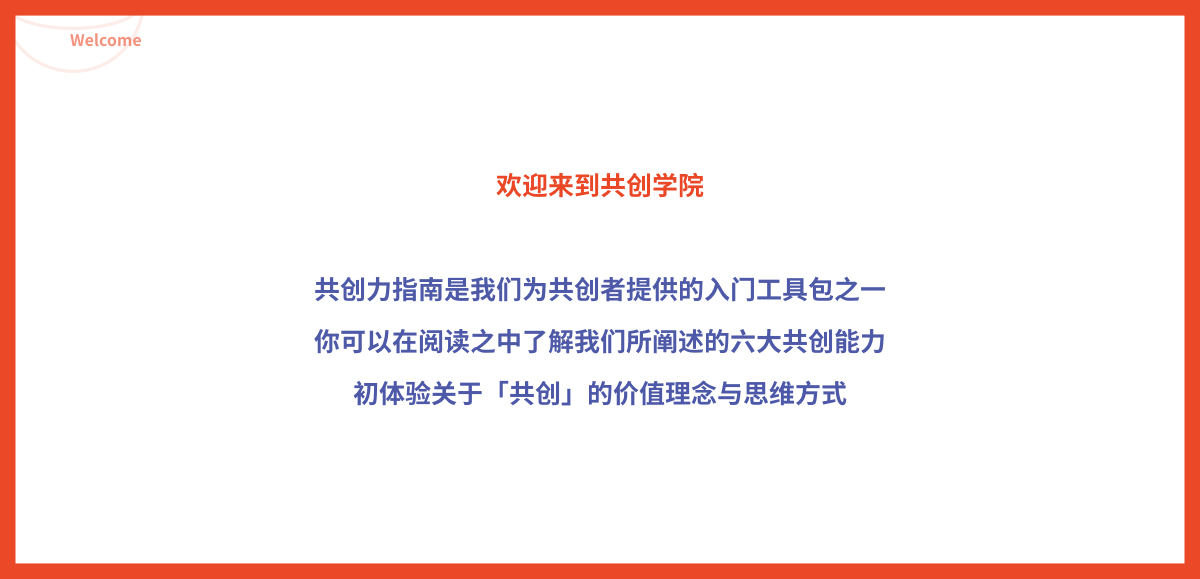 Welcome
欢迎来到共创学院
共创力指南是我们为共创者提供的入门工具包之一
你可以在阅读之中了解我们所阐述的六大共创能力
初体验关于「共创」的价值理念与思维方式